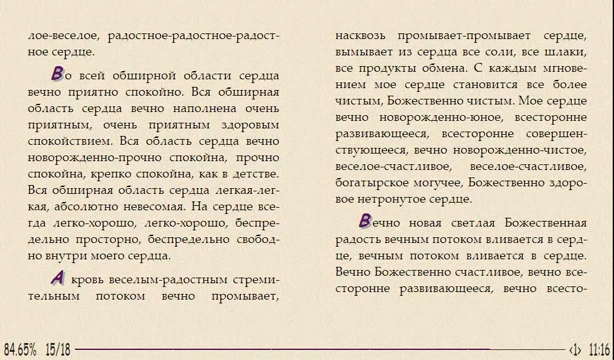 лое-веселое, радостное-радостное-радост-
ное сердце.
Во всей обширной области сердца
вечно приятно спокойно. Вся обширная
область сердца вечно наполнена очень
приятным, очень приятным здоровым
спокойствием. Вся область сердца вечно
новорожденно-прочно спокойна, прочно
спокойна, крепко спокойна, как в детстве.
Вся обширная область сердца легкая-лег-
кая, абсолютно невесомая. На сердце все-
гда легко-хорошо, легко-хорошо, беспре-
дельно просторно, беспредельно свобод-
но внутри моего сердца.
А кровь веселым-радостным стреми-
тельным потоком вечно промывает,
насквозь промывает-промывает сердце,
вымывает из сердца все соли, все шлаки,
все продукты обмена. С каждым мгнове-
нием мое сердце становится все более
чистым, Божественно чистым. Мое сердце
вечно новорожденно-юное, всесторонне
развивающееся, всесторонне совершен-
ствующееся, вечно новорожденно-чистое,
веселое-счастливое, веселое-счастливое,
богатырское могучее, Божественно здоро-
вое нетронутое сердце.
Вечно новая светлая Божественная
радость вечным потоком вливается в серд-
це, вечным потоком вливается в сердце.
Вечно Божественно счастливое, вечно все-
сторонне развивающееся, вечно всесто-
84.65% 15/18 ‹1› 11:16